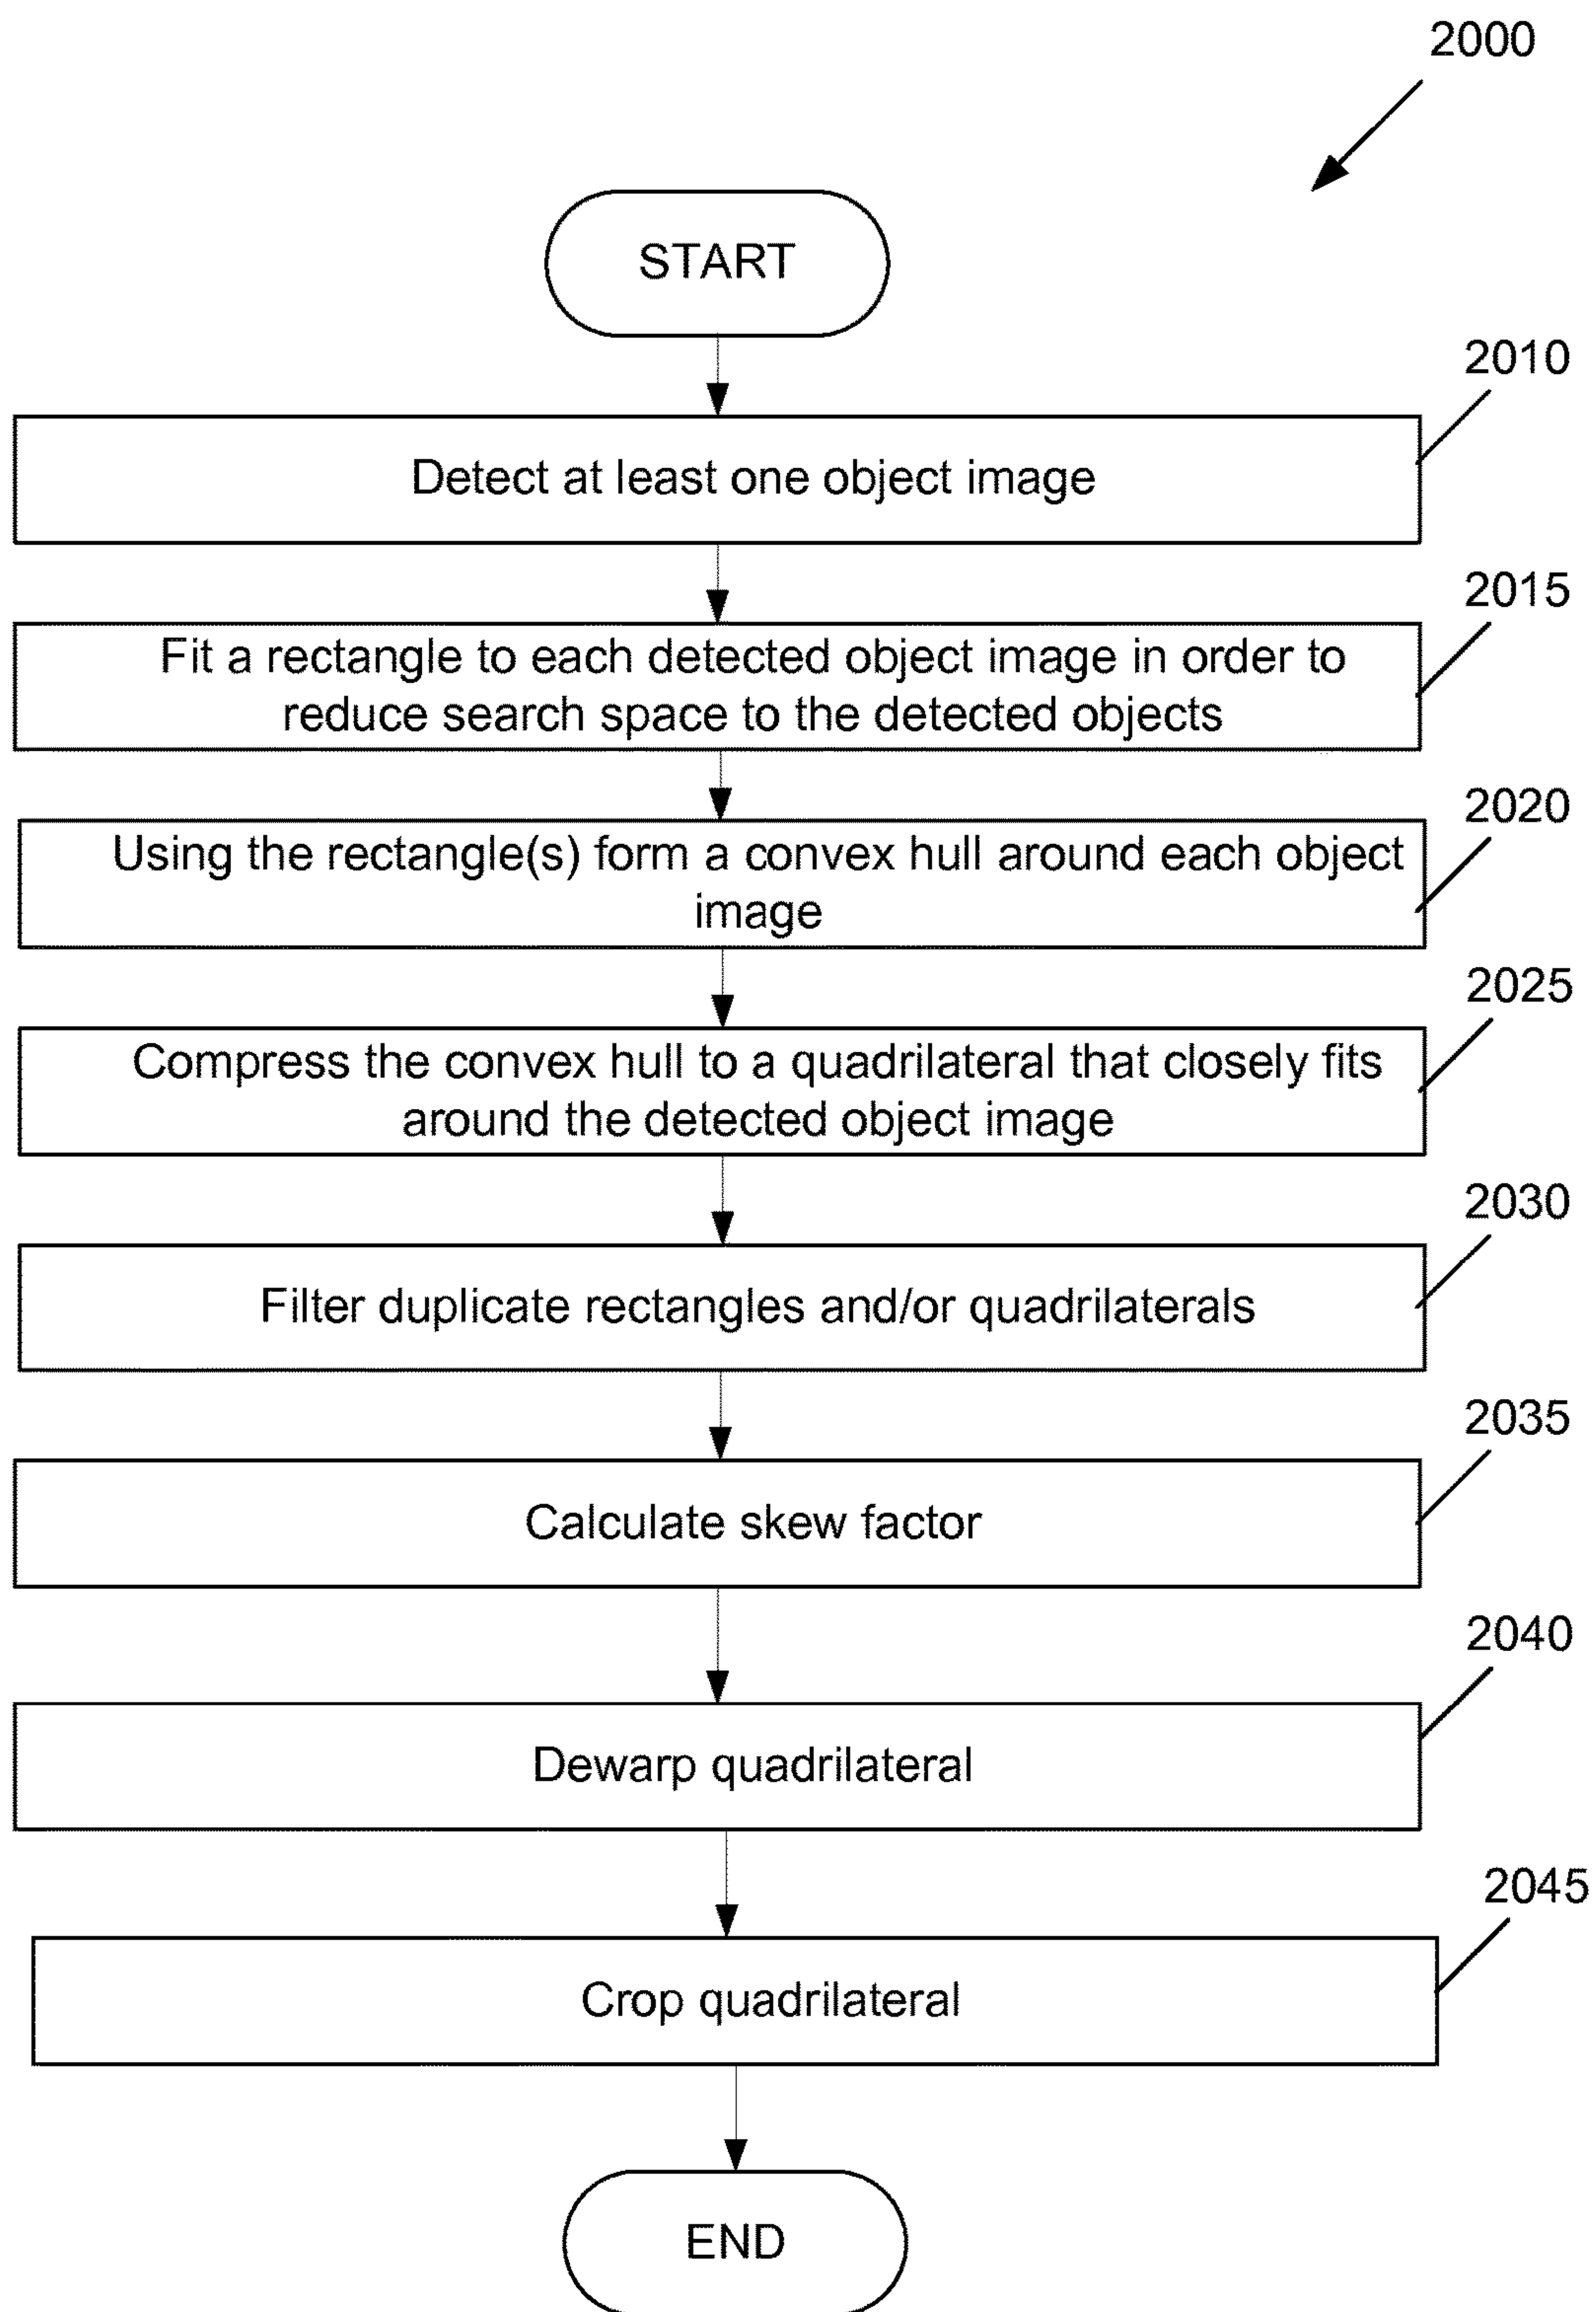 2000
START
2010
Detect at least one object image
2015
Fit a rectangle to each detected object image in order to
reduce search space to the detected objects
2020
Using the rectangle(s) form a convex hull around each object
image
2025
Compress the convex hull to a quadrilateral that closely fits
around the detected object image
2030
Filter duplicate rectangles and/or quadrilaterals
2035
Calculate skew factor
2040
Dewarp quadrilateral
2045
Crop quadrilateral
END